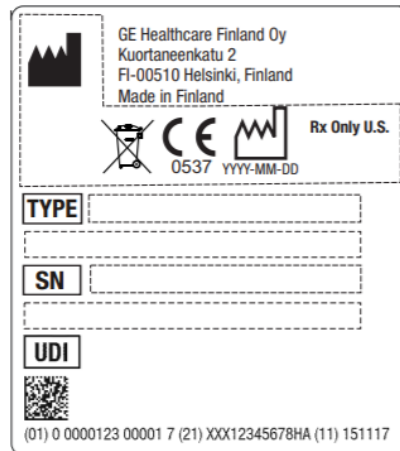 GE Healthcare Finland Oy
Kuortaneenkatu 2
FI-00510 Helsinki, Finland
Made in Finland
CE Rx Only U.S.
0537 YYYY-MM-DD
TYPE
SN
UDI
(01) 0 0000123 00001 7 (21) XXX12345678HA (11) 151117